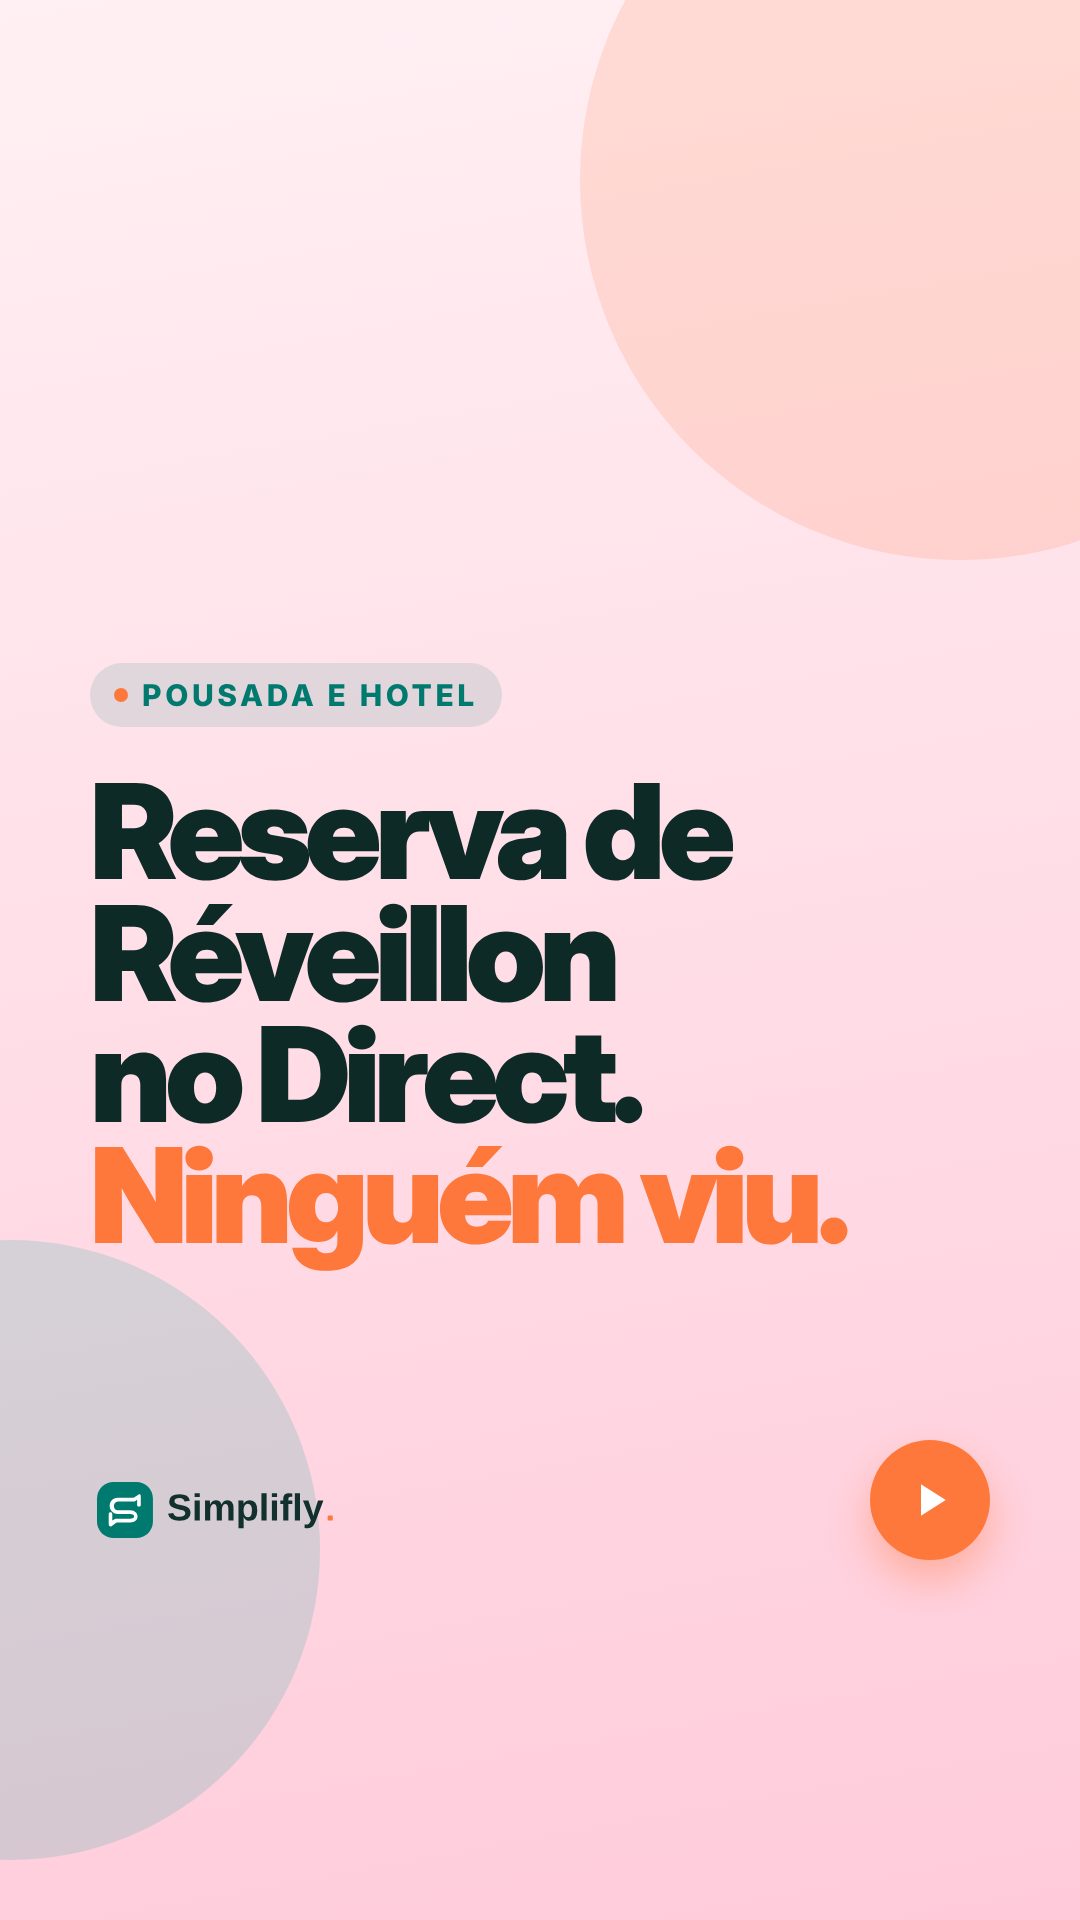 POUSADA E HOTEL
Reserva de
Réveillon
no Direct.
Ninguém viu.
Simplifly.